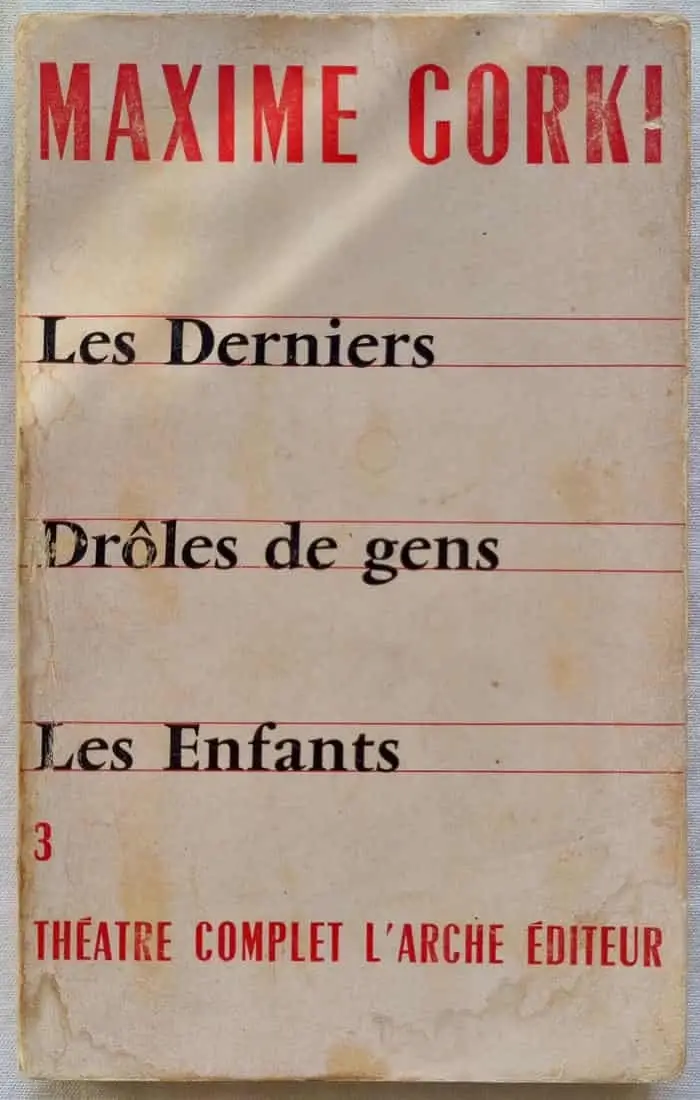 MAXIME GORKI
Les Derniers
Drôles de gens
Les Enfants
3
THÉATRE COMPLET L'ARCHE ÉDITEUR